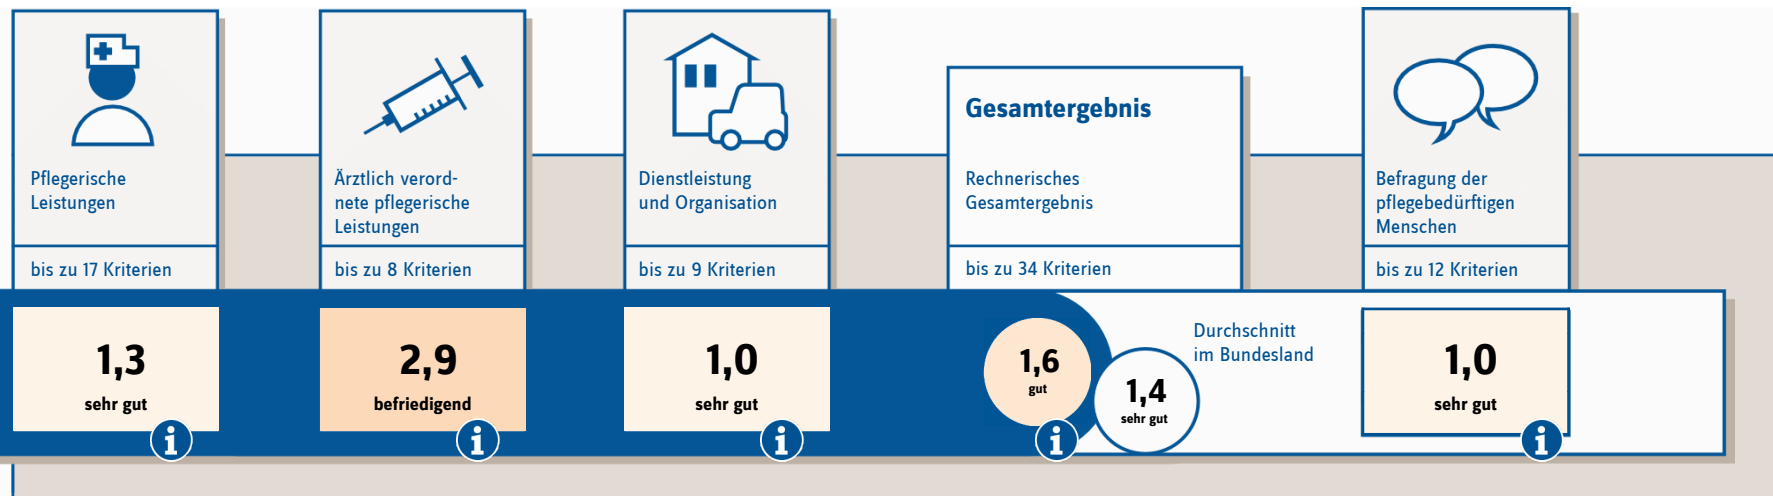 Pflegerische
Leistungen
bis zu 17 Kriterien
1,3
sehr gut
i
Ärztlich verord-
nete pflegerische
Leistungen
bis zu 8 Kriterien
2,9
befriedigend
i
Dienstleistung
und Organisation
bis zu 9 Kriterien
1,0
sehr gut
i
Gesamtergebnis
Rechnerisches
Gesamtergebnis
bis zu 34 Kriterien
1,6
gut
i
Durchschnitt
im Bundesland
1,4
sehr gut
Befragung der
pflegebedürftigen
Menschen
bis zu 12 Kriterien
1,0
sehr gut
i